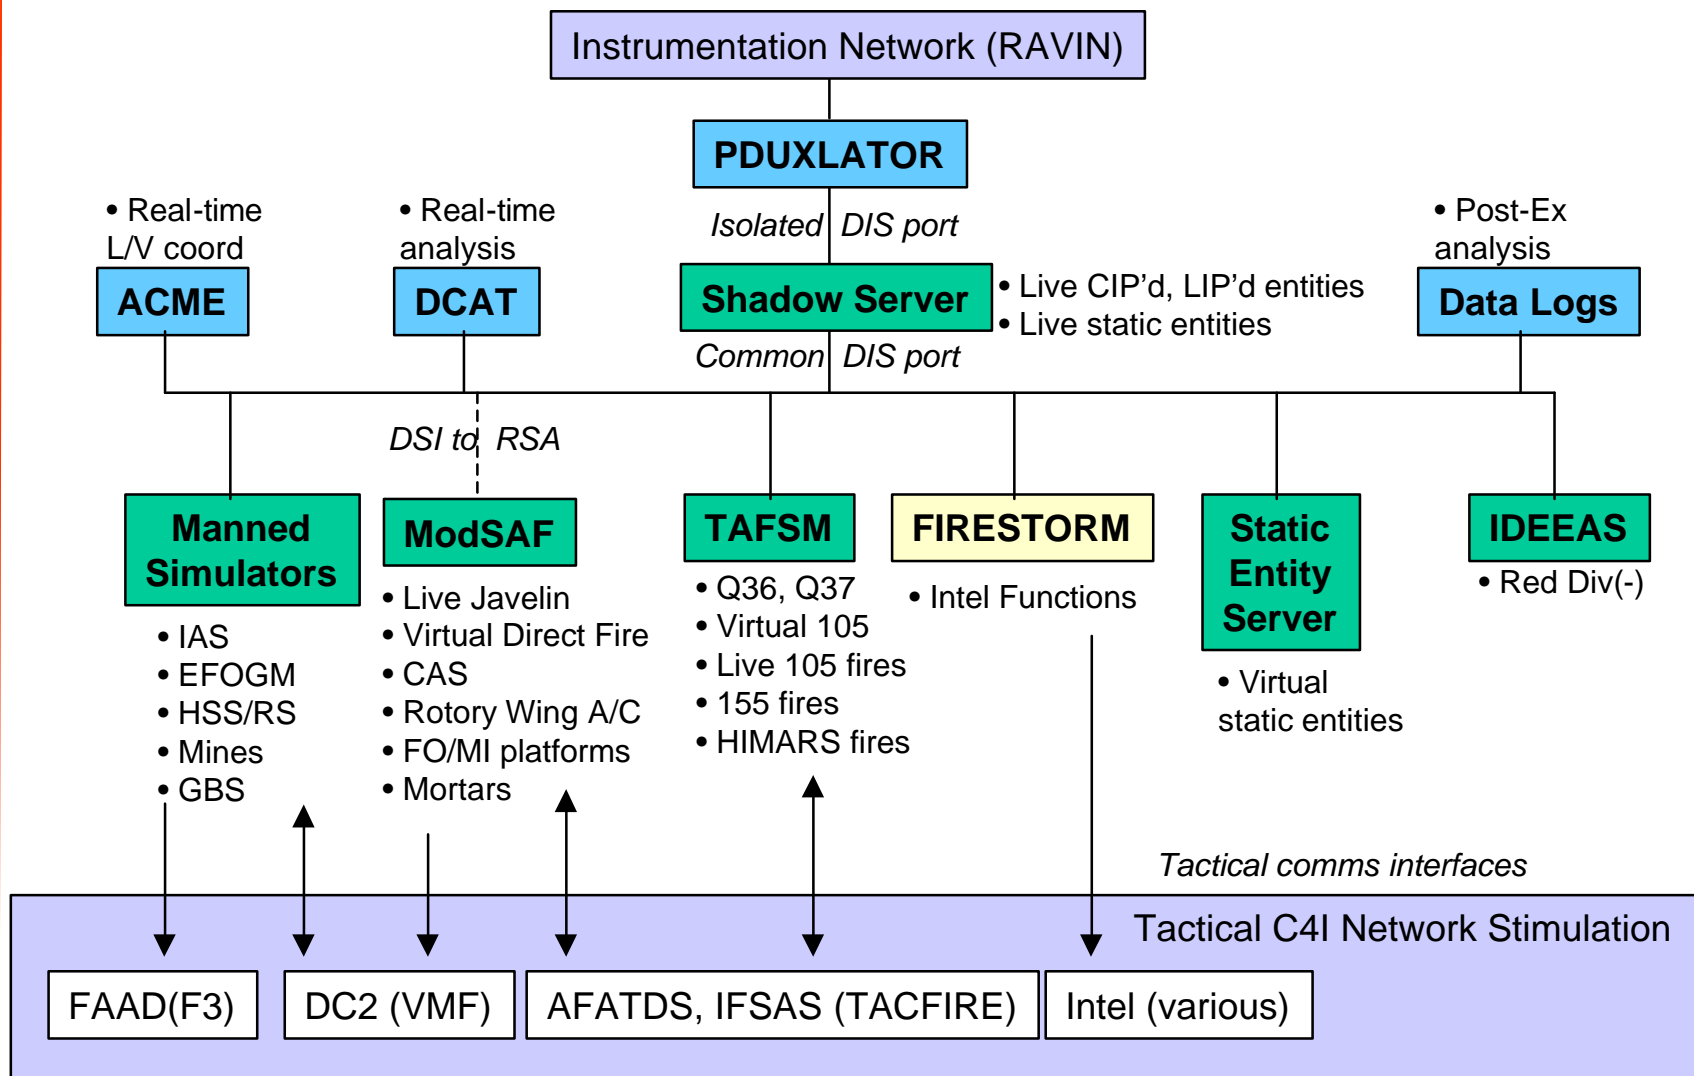 Instrumentation Network (RAVIN)
PDUXLATOR
• Real-time
L/V coord
ACME
• Real-time
analysis
DCAT
Isolated DIS port
Shadow Server
• Live CIP’d, LIP’d entities
• Live static entities
• Post-Ex
analysis
Data Logs
Common DIS port
DSI to RSA
Manned
Simulators
• IAS
• EFOGM
• HSS/RS
• Mines
• GBS
ModSAF
• Live Javelin
• Virtual Direct Fire
• CAS
• Rotory Wing A/C
• FO/MI platforms
• Mortars
TAFSM
• Q36, Q37
• Virtual 105
• Live 105 fires
• 155 fires
• HIMARS fires
FIRESTORM
• Intel Functions
Static
Entity
Server
• Virtual
static entities
IDEEAS
• Red Div(-)
Tactical comms interfaces
Tactical C4I Network Stimulation
FAAD(F3)
DC2 (VMF)
AFATDS, IFSAS (TACFIRE)
Intel (various)